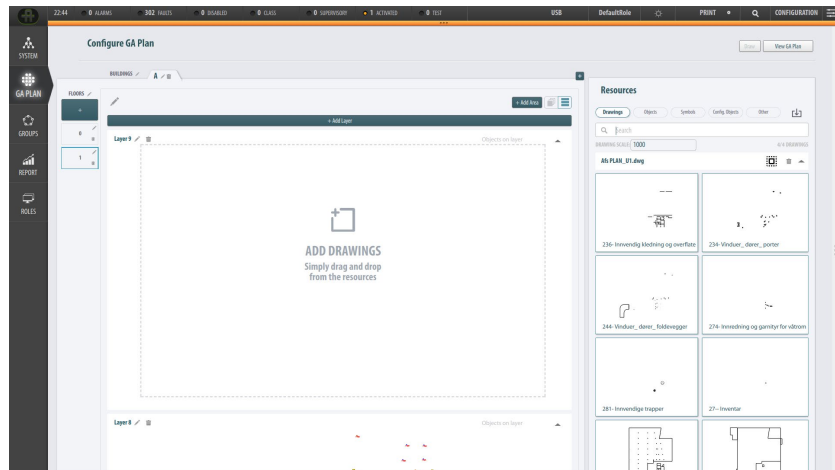 22:44
0 ALARMS
302 FAULTS
0 DISABLED
0 CLASS
0 SUPERVISORY
1 ACTIVATED
0 TEST
USB
DefaultRole
PRINT
CONFIGURATION
SYSTEM
GA PLAN
GROUPS
REPORT
ROLES
Configure GA Plan
View GA Plan
BUILDINGS
A
FLOORS
+
0
1
+ Add Area
+ Add Layer
Layer 9
Objects on layer
ADD DRAWINGS
Simply drag and drop
from the resources
Layer 8
Objects on layer
Resources
Drawings
Objects
Symbols
Config. Objects
Other
Search
DRAWING SCALE
1000
4/4 DRAWINGS
Afs PLAN_U1.dwg
236- Innvendig kledning og overflate
234- Vinduer_ dører_ porter
244- Vinduer_ dører_ foldevegger
274- Innredning og garnityr for våtrom
281- Innvendige trapper
27-- Inventar